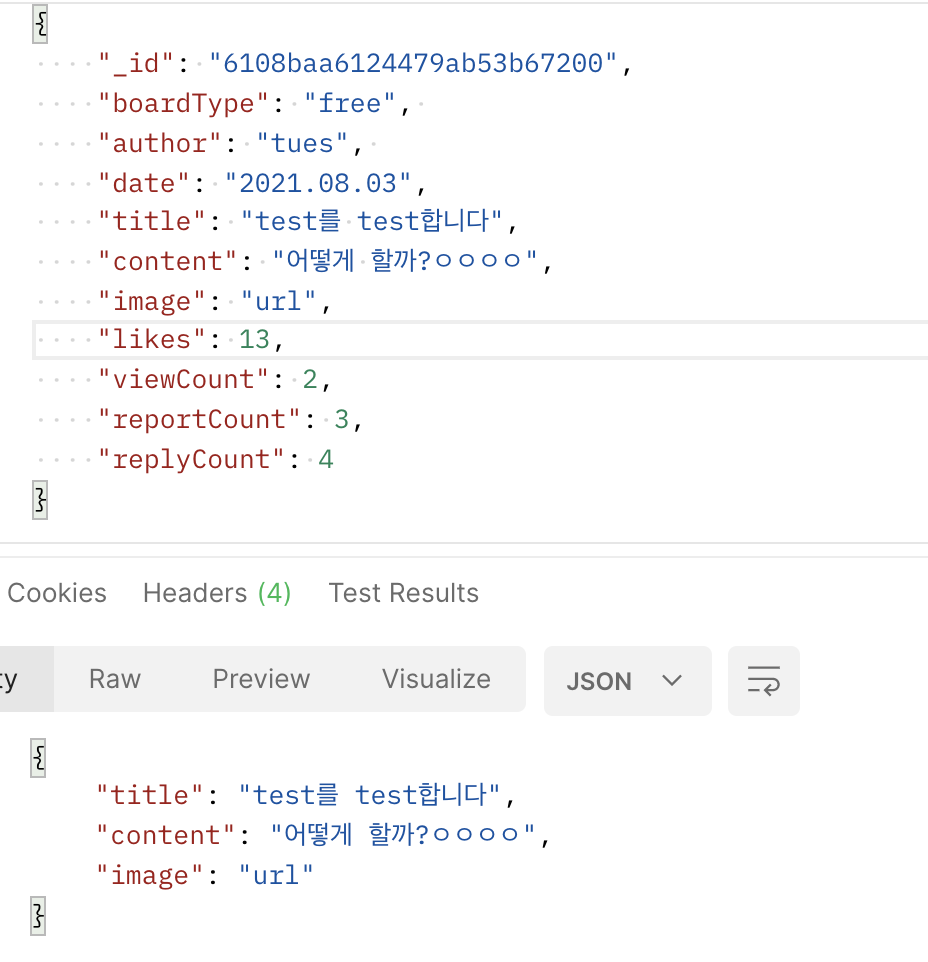 {
"_id": "6108baa6124479ab53b67200",
"boardType": "free",
"author": "tues",
"date": "2021.08.03",
"title": "test를 test합니다",
"content": "어떻게 할까?ㅇㅇㅇㅇ",
"image": "url",
"likes": 13,
"viewCount": 2,
"reportCount": 3,
"replyCount": 4
}
Cookies Headers (4) Test Results
ty Raw Preview Visualize JSON
{
"title": "test를 test합니다",
"content": "어떻게 할까?ㅇㅇㅇㅇ",
"image": "url"
}